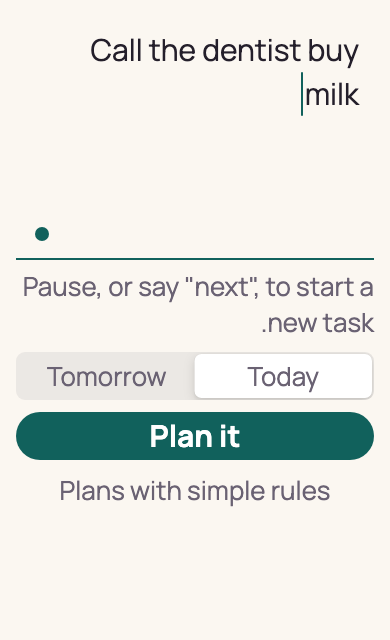 Call the dentist buy
milk
Pause, or say "next", to start a
new task.
Today
Tomorrow
Plan it
Plans with simple rules